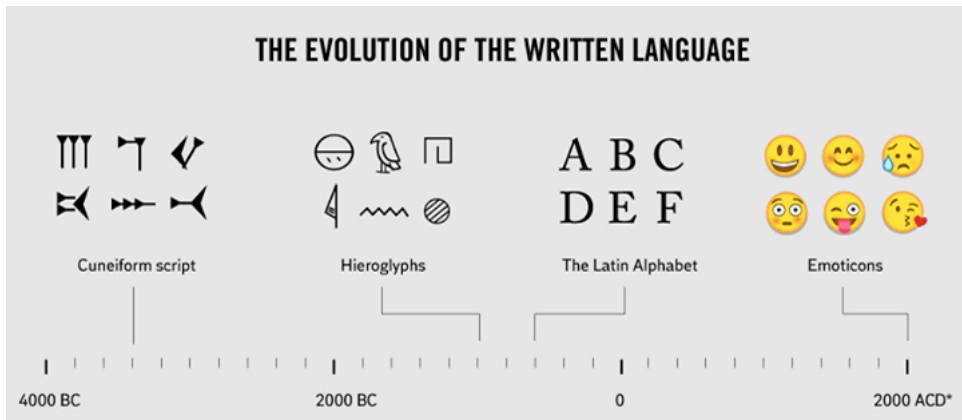 THE EVOLUTION OF THE WRITTEN LANGUAGE
A B C
D E F
Cuneiform script
Hieroglyphs
The Latin Alphabet
Emoticons
4000 BC
2000 BC
0
2000 ACD*